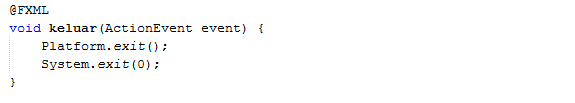 @FXML
void keluar(ActionEvent event) {
    Platform.exit();
    System.exit(0);
}